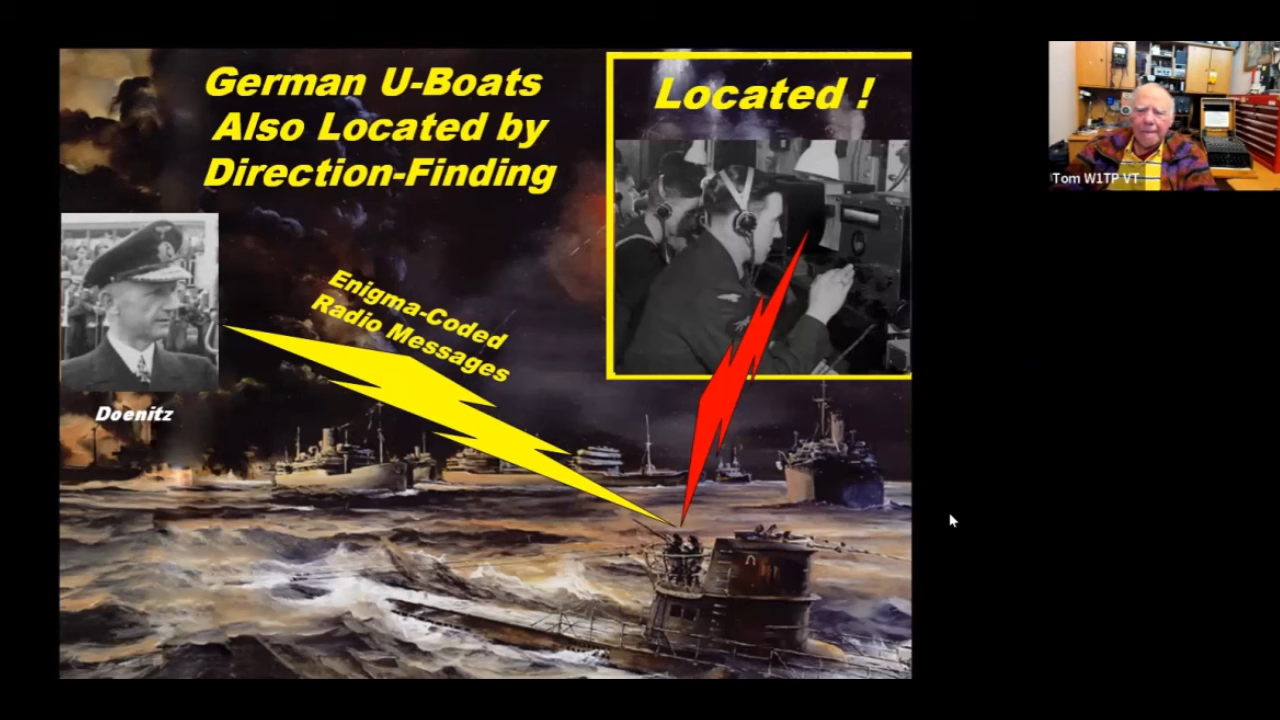 German U-Boats
Also Located by
Direction-Finding
Located !
Enigma-Coded
Radio Messages
Doenitz
Tom W1TP VT